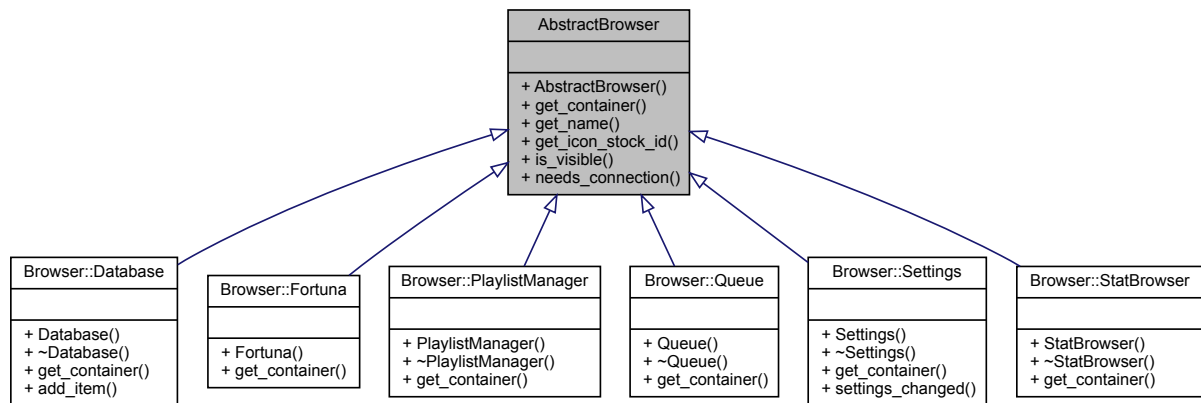 AbstractBrowser
+ AbstractBrowser()
+ get_container()
+ get_name()
+ get_icon_stock_id()
+ is_visible()
+ needs_connection()
Browser::Database
+ Database()
+ ~Database()
+ get_container()
+ add_item()
Browser::Fortuna
+ Fortuna()
+ get_container()
Browser::PlaylistManager
+ PlaylistManager()
+ ~PlaylistManager()
+ get_container()
Browser::Queue
+ Queue()
+ ~Queue()
+ get_container()
Browser::Settings
+ Settings()
+ ~Settings()
+ get_container()
+ settings_changed()
Browser::StatBrowser
+ StatBrowser()
+ ~StatBrowser()
+ get_container()